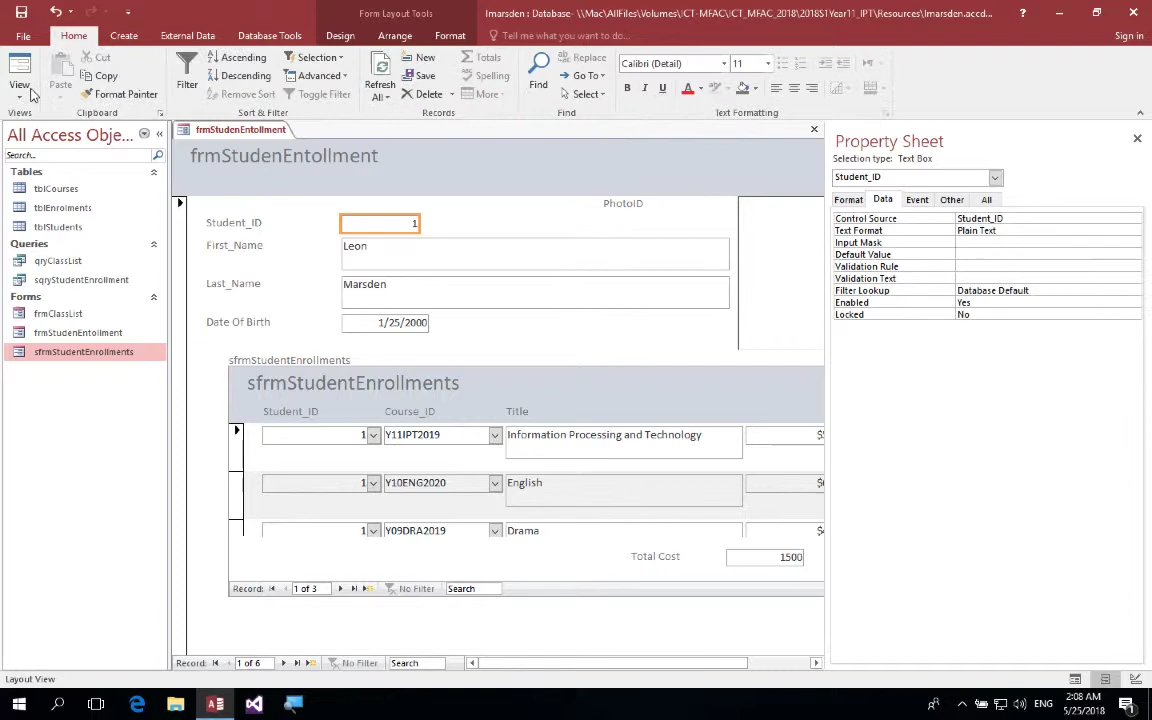 Form Layout Tools
lmarsden : Database- \\Mac\AllFiles\Volumes\ICT-MFAC\ICT_MFAC_2018\2018S1Year11_IPT\Resources\lmarsden.accd...
?
File
Home
Create
External Data
Database Tools
Design
Arrange
Format
Tell me what you want to do...
Sign in
View
Paste
Cut
Copy
Format Painter
Filter
Ascending
Descending
Remove Sort
Selection
Advanced
Toggle Filter
Refresh All
New
Save
Delete
Totals
Spelling
More
Find
Replace
Go To
Select
Calibri (Detail)
11
B I U A
Views
Clipboard
Sort & Filter
Records
Find
Text Formatting
All Access Obje...
Search...
Tables
tblCourses
tblEnrolments
tblStudents
Queries
qryClassList
sqryStudentEnrollment
Forms
frmClassList
frmStudenEntollment
sfrmStudentEnrollments
frmStudenEntollment
frmStudenEntollment
PhotoID
Student_ID 1
First_Name Leon
Last_Name Marsden
Date Of Birth 1/25/2000
sfrmStudentEnrollments
sfrmStudentEnrollments
Student_ID Course_ID Title
1 Y11IPT2019 Information Processing and Technology
1 Y10ENG2020 English
1 Y09DRA2019 Drama
Total Cost 1500
Record: 1 of 3 No Filter Search
Record: 1 of 6 No Filter Search
Property Sheet
Selection type: Text Box
Student_ID
Format Data Event Other All
Control Source Student_ID
Text Format Plain Text
Input Mask
Default Value
Validation Rule
Validation Text
Filter Lookup Database Default
Enabled Yes
Locked No
Layout View
ENG
2:08 AM
5/25/2018
1